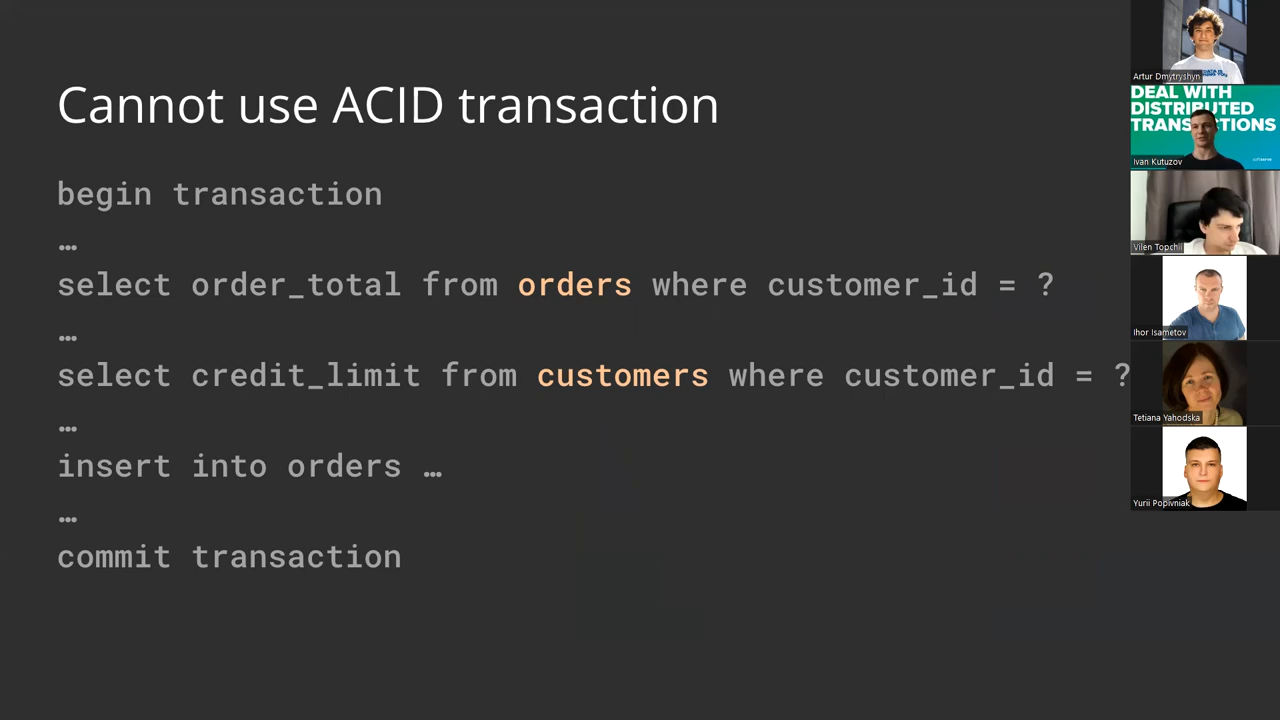 Cannot use ACID transaction
begin transaction
…
select order_total from orders where customer_id = ?
…
select credit_limit from customers where customer_id = ?
…
insert into orders …
…
commit transaction
Artur Dmytryshyn
DEAL WITH
DISTRIBUTED
Ivan Kutuzov
Vilen Topchii
Ihor Isametov
Tetiana Yahodska
Yurii Popivniak